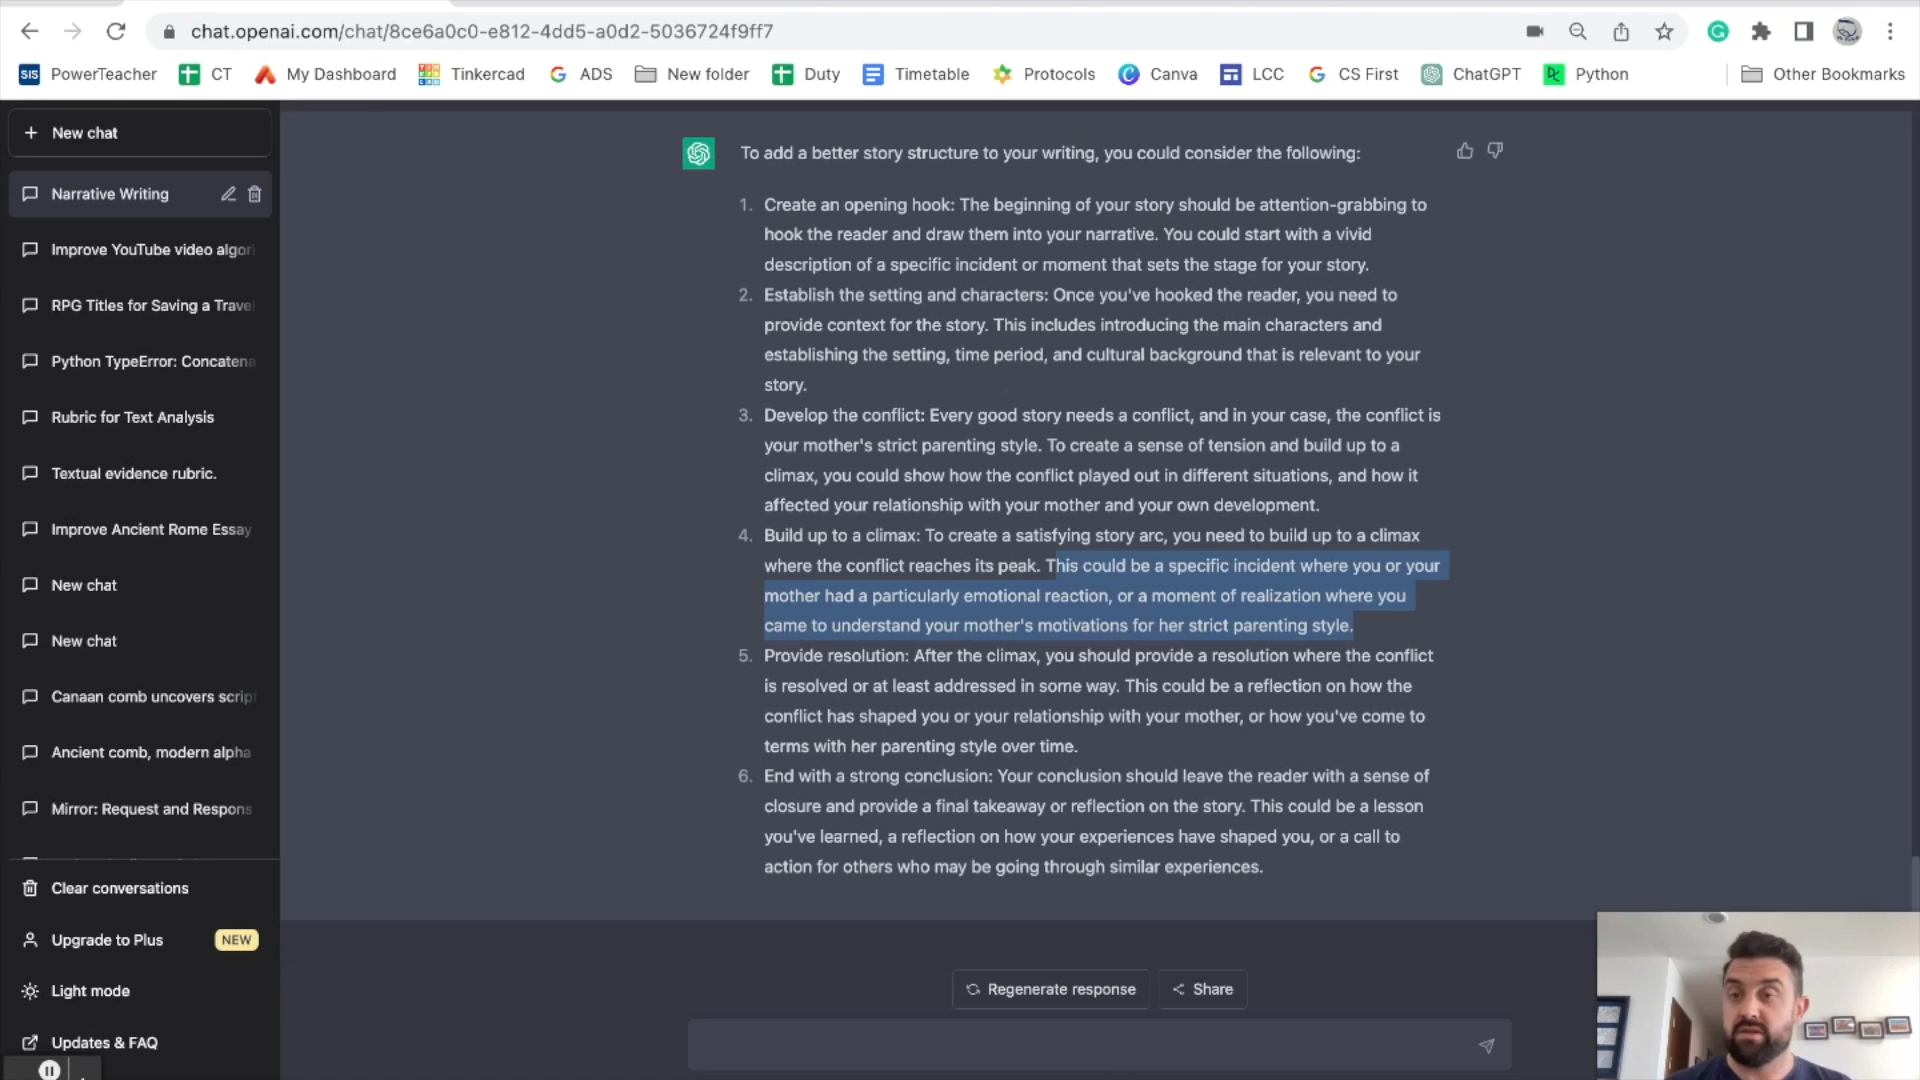 chat.openai.com/chat/8ce6a0c0-e812-4dd5-a0d2-5036724f9ff7
SIS PowerTeacher CT My Dashboard Tinkercad ADS New folder Duty Timetable Protocols Canva LCC CS First ChatGPT Python Other Bookmarks
New chat
Narrative Writing
Improve YouTube video algori
RPG Titles for Saving a Trave
Python TypeError: Concatena
Rubric for Text Analysis
Textual evidence rubric.
Improve Ancient Rome Essay
New chat
New chat
Canaan comb uncovers scrip
Ancient comb, modern alpha
Mirror: Request and Respons
Clear conversations
Upgrade to Plus NEW
Light mode
Updates & FAQ
To add a better story structure to your writing, you could consider the following:
1. Create an opening hook: The beginning of your story should be attention-grabbing to
hook the reader and draw them into your narrative. You could start with a vivid
description of a specific incident or moment that sets the stage for your story.
2. Establish the setting and characters: Once you've hooked the reader, you need to
provide context for the story. This includes introducing the main characters and
establishing the setting, time period, and cultural background that is relevant to your
story.
3. Develop the conflict: Every good story needs a conflict, and in your case, the conflict is
your mother's strict parenting style. To create a sense of tension and build up to a
climax, you could show how the conflict played out in different situations, and how it
affected your relationship with your mother and your own development.
4. Build up to a climax: To create a satisfying story arc, you need to build up to a climax
where the conflict reaches its peak. This could be a specific incident where you or your
mother had a particularly emotional reaction, or a moment of realization where you
came to understand your mother's motivations for her strict parenting style.
5. Provide resolution: After the climax, you should provide a resolution where the conflict
is resolved or at least addressed in some way. This could be a reflection on how the
conflict has shaped you or your relationship with your mother, or how you've come to
terms with her parenting style over time.
6. End with a strong conclusion: Your conclusion should leave the reader with a sense of
closure and provide a final takeaway or reflection on the story. This could be a lesson
you've learned, a reflection on how your experiences have shaped you, or a call to
action for others who may be going through similar experiences.
Regenerate response Share